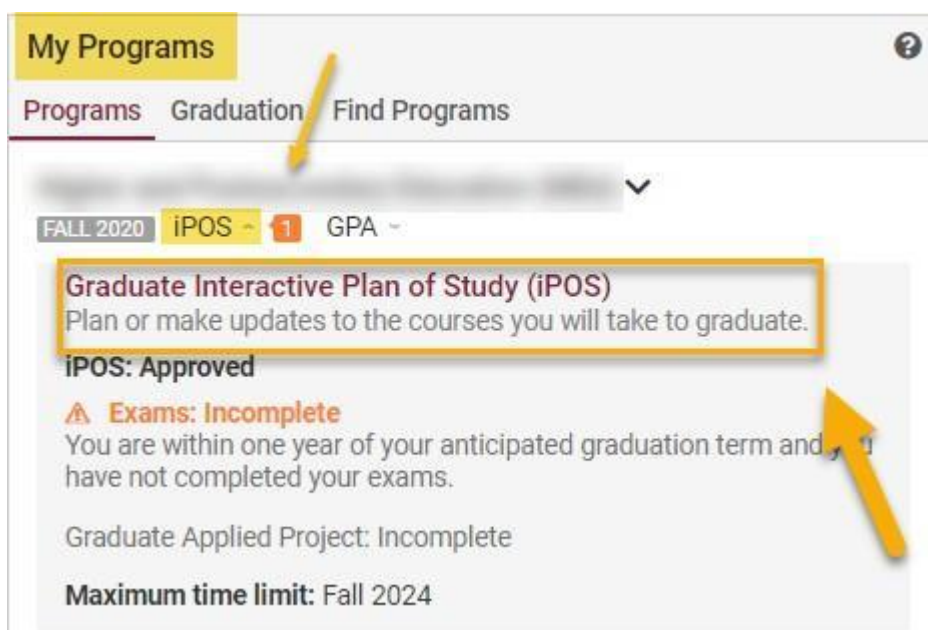 My Programs
Programs Graduation Find Programs
FALL 2020 iPOS 1 GPA
Graduate Interactive Plan of Study (iPOS)
Plan or make updates to the courses you will take to graduate.
iPOS: Approved
Exams: Incomplete
You are within one year of your anticipated graduation term and you
have not completed your exams.
Graduate Applied Project: Incomplete
Maximum time limit: Fall 2024